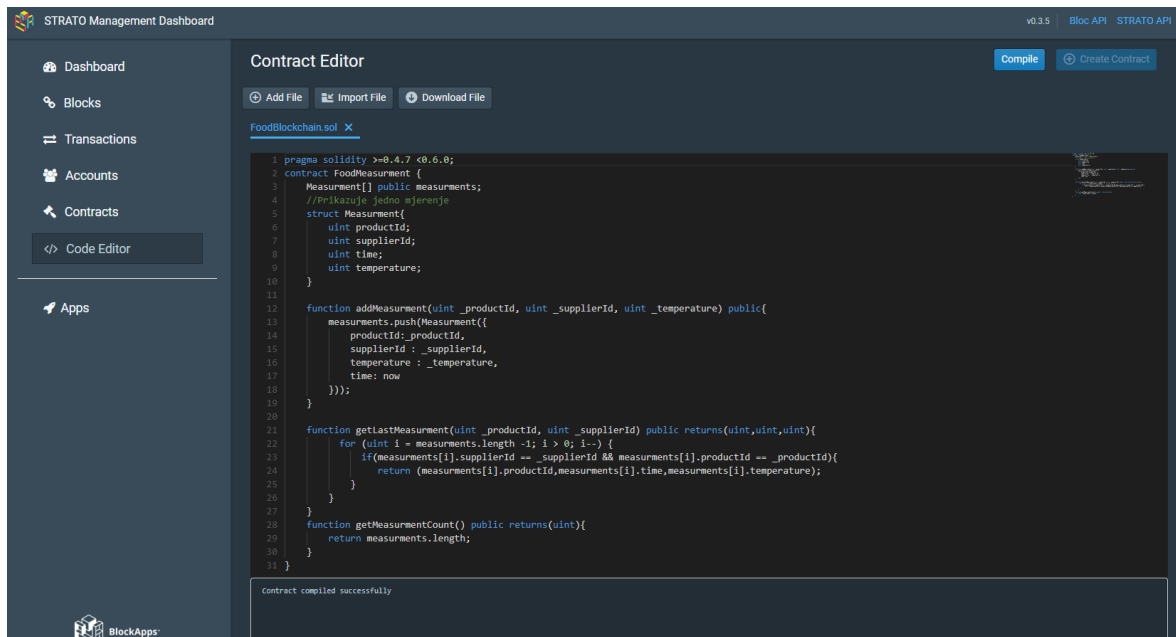 STRATO Management Dashboard
v0.3.5 Bloc API STRATO API
Dashboard
Blocks
Transactions
Accounts
Contracts
Code Editor
Apps
BlockApps
Contract Editor
Compile
Create Contract
Add File
Import File
Download File
FoodBlockchain.sol
1 pragma solidity >=0.4.7 <0.6.0;
2 contract FoodMeasurment {
3 Measurment[] public measurments;
4 //Prikazuje jedno mjerenje
5 struct Measurment{
6 uint productId;
7 uint supplierId;
8 uint time;
9 uint temperature;
10 }
11
12 function addMeasurment(uint _productId, uint _supplierId, uint _temperature) public{
13 measurments.push(Measurment({
14 productId:_productId,
15 supplierId : _supplierId,
16 temperature : _temperature,
17 time: now
18 }));
19 }
20
21 function getLastMeasurment(uint _productId, uint _supplierId) public returns(uint,uint,uint){
22 for (uint i = measurments.length -1; i > 0; i--) {
23 if(measurments[i].supplierId == _supplierId && measurments[i].productId == _productId){
24 return (measurments[i].productId,measurments[i].time,measurments[i].temperature);
25 }
26 }
27 }
28 function getMeasurmentCount() public returns(uint){
29 return measurments.length;
30 }
31 }
Contract compiled successfully